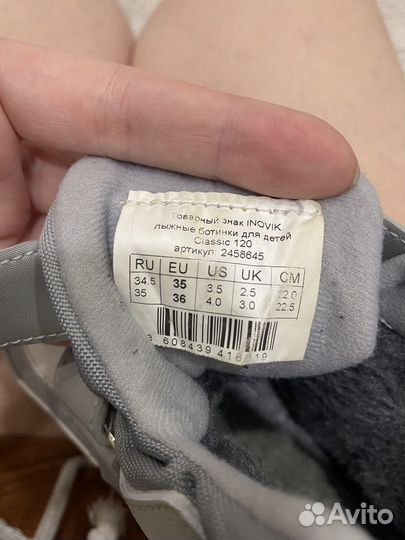 Товарный знак INOVIK
лыжные ботинки для детей
Classic 120
артикул: 2458645
RU EU US UK CM
34.5 35 3.5 2.5 22.0
35 36 4.0 3.0 22.5
3 608439 416019
Avito